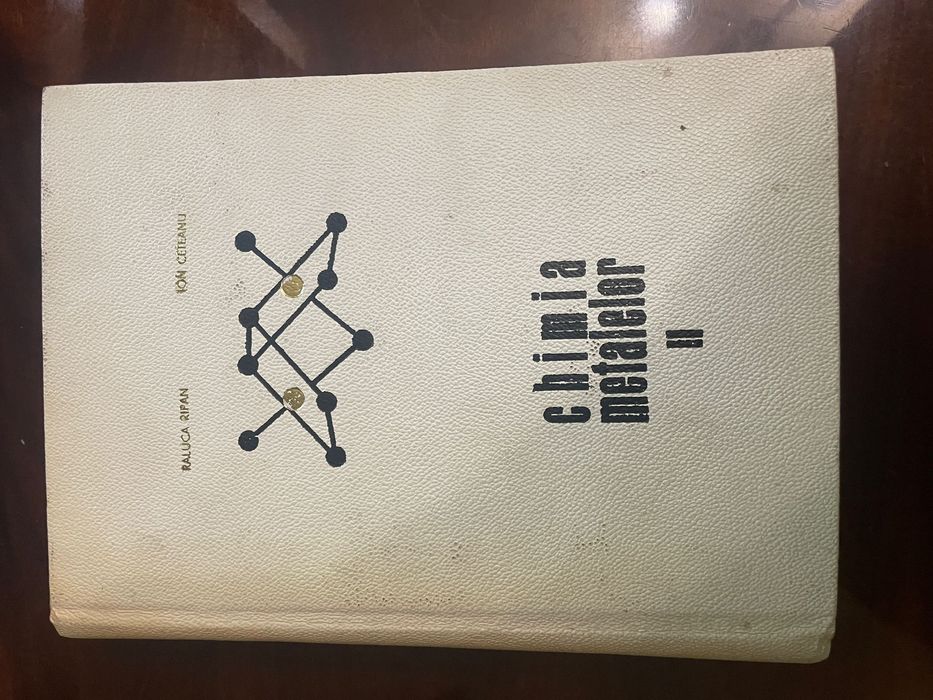 RALUCA RIPAN ION CETEANU
chimia
metalelor
II